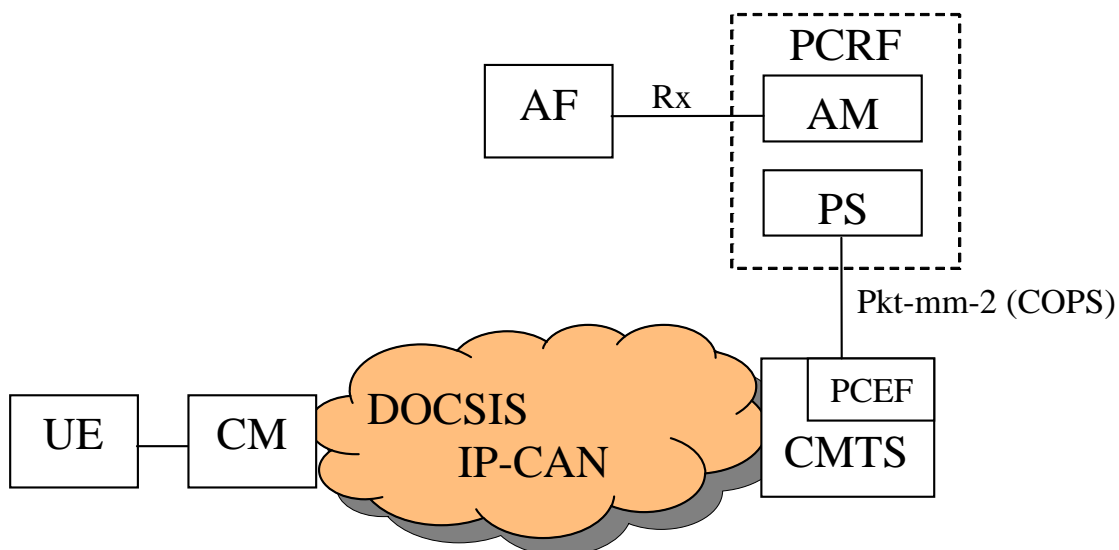 PCRF
AF
Rx
AM
PS
Pkt-mm-2 (COPS)
PCEF
DOCSIS
UE
CM
CMTS
IP-CAN